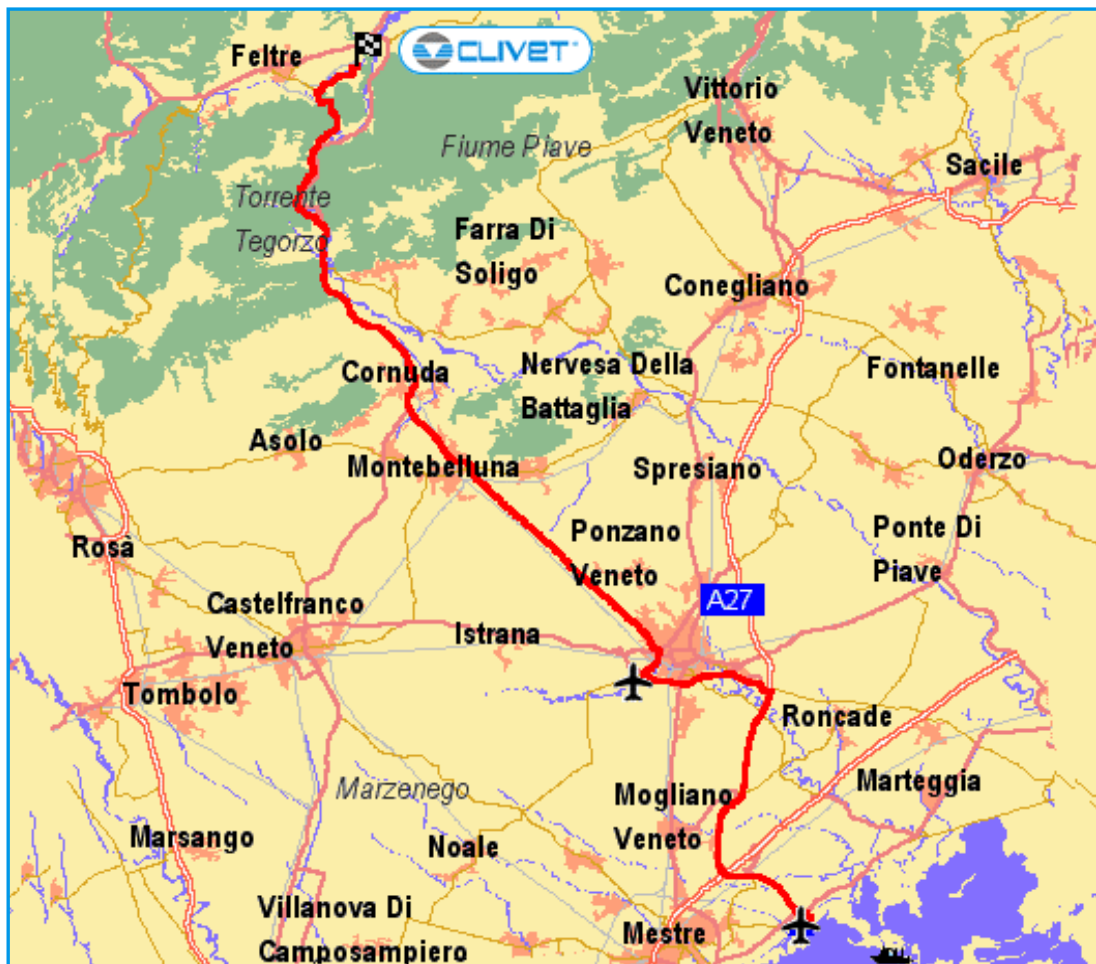 Feltre
CLIVET
Vittorio
Veneto
Fiume Piave
Sacile
Torrente
Tegorzo
Farra Di
Soligo
Conegliano
Cornuda
Nervesa Della
Battaglia
Fontanelle
Asolo
Montebelluna
Spresiano
Oderzo
Rosà
Ponzano
Veneto
Ponte Di
Piave
A27
Castelfranco
Veneto
Istrana
Tombolo
Roncade
Marzenego
Mogliano
Veneto
Marteggia
Marsango
Noale
Villanova Di
Camposampiero
Mestre